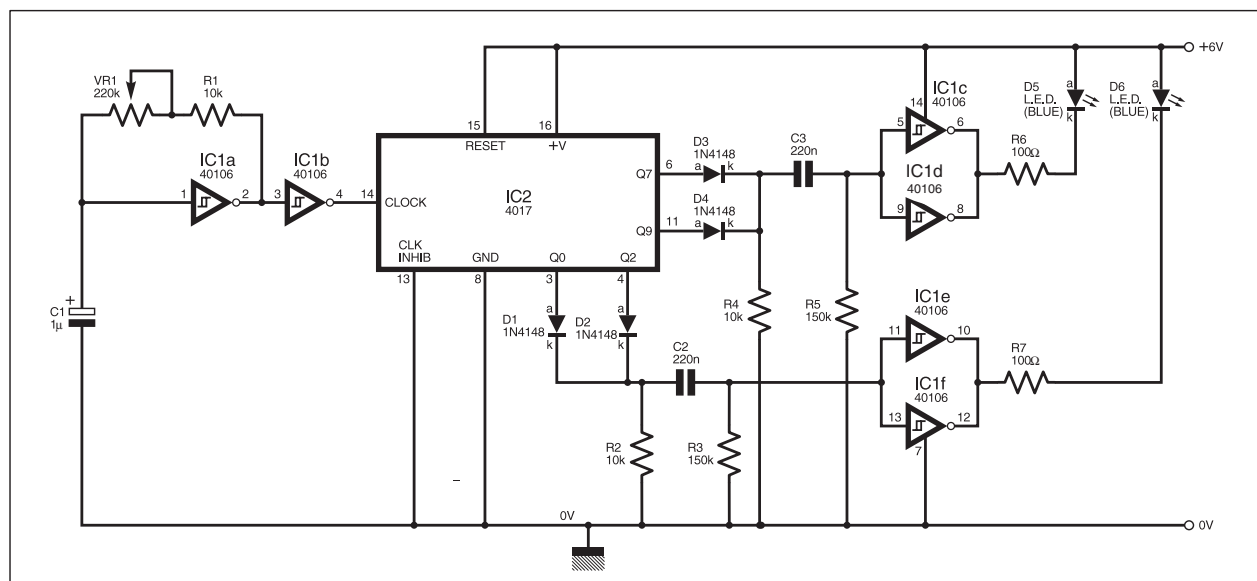 +6V
VR1
220k
R1
10k
IC1a
40106
1
2
IC1b
40106
3
4
14
CLOCK
15
RESET
16
+V
IC2
4017
Q7
6
Q9
11
CLK
INHIB
13
GND
8
Q0
3
Q2
4
D3
1N4148
a
k
D4
1N4148
a
k
C3
220n
IC1c
40106
14
5
6
IC1d
40106
9
8
R6
100Ω
D5
L.E.D.
(BLUE)
a
k
D6
L.E.D.
(BLUE)
a
k
+
C1
1µ
D1
1N4148
a
k
D2
1N4148
a
k
C2
220n
R4
10k
R5
150k
IC1e
40106
11
10
IC1f
40106
13
12
7
R7
100Ω
R2
10k
R3
150k
–
0V
0V